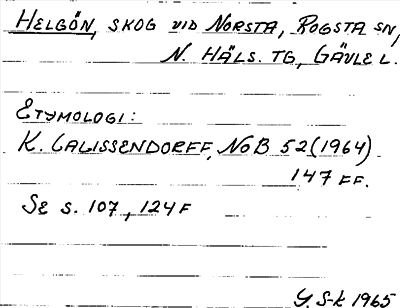 HELGÖN, SKOG VID NORSTA, ROGSTA SN,
N. HÄLS. TG, GÄVLE L.
ETYMOLOGI:
K. CALISSENDORFF, NOB 52(1964)
147 FF.
SE S. 107, 124 F
Y. S-K 1965